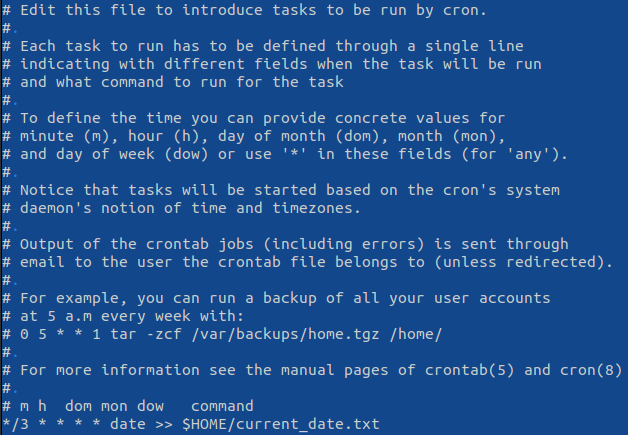 # Edit this file to introduce tasks to be run by cron.
#.
# Each task to run has to be defined through a single line
# indicating with different fields when the task will be run
# and what command to run for the task
#.
# To define the time you can provide concrete values for
# minute (m), hour (h), day of month (dom), month (mon),
# and day of week (dow) or use '*' in these fields (for 'any').
#.
# Notice that tasks will be started based on the cron's system
# daemon's notion of time and timezones.
#.
# Output of the crontab jobs (including errors) is sent through
# email to the user the crontab file belongs to (unless redirected).
#.
# For example, you can run a backup of all your user accounts
# at 5 a.m every week with:
# 0 5 * * 1 tar -zcf /var/backups/home.tgz /home/
#.
# For more information see the manual pages of crontab(5) and cron(8)
#.
# m h  dom mon dow   command
*/3 * * * * date >> $HOME/current_date.txt